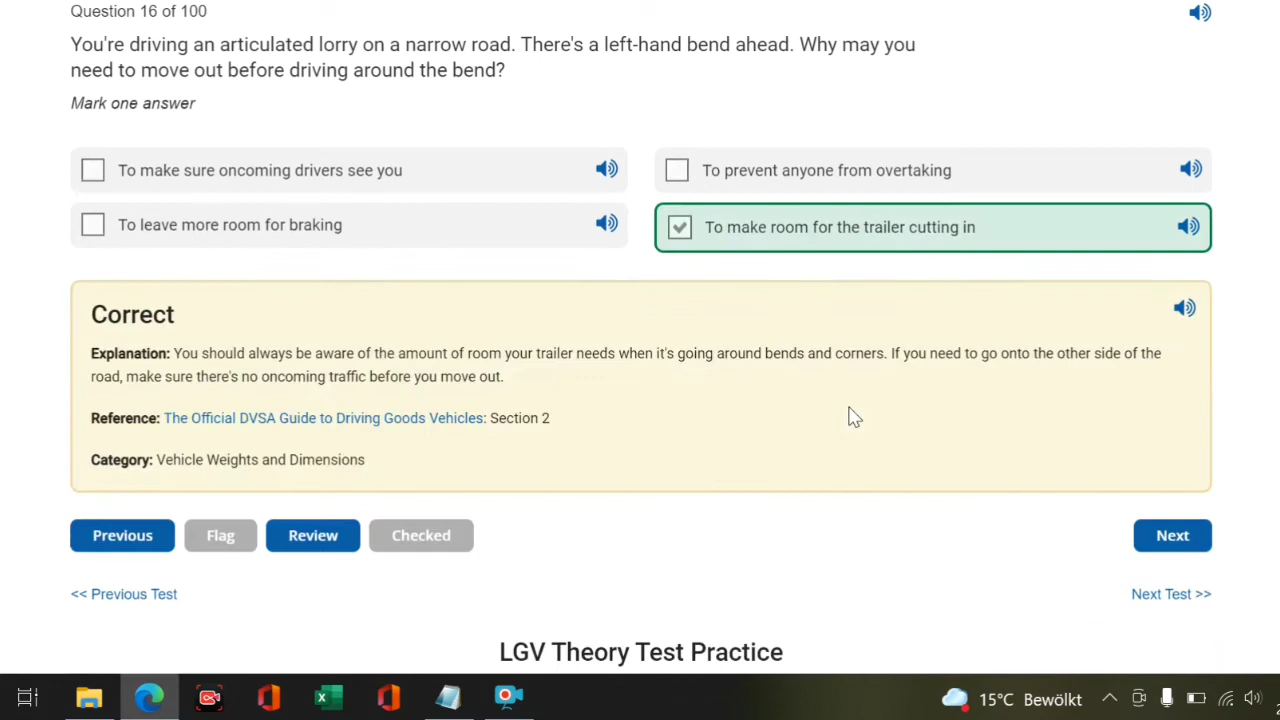 Question 16 of 100
You're driving an articulated lorry on a narrow road. There's a left-hand bend ahead. Why may you
need to move out before driving around the bend?
Mark one answer
To make sure oncoming drivers see you
To prevent anyone from overtaking
To leave more room for braking
To make room for the trailer cutting in
Correct
Explanation: You should always be aware of the amount of room your trailer needs when it's going around bends and corners. If you need to go onto the other side of the
road, make sure there's no oncoming traffic before you move out.
Reference: The Official DVSA Guide to Driving Goods Vehicles: Section 2
Category: Vehicle Weights and Dimensions
Previous
Flag
Review
Checked
Next
<< Previous Test
Next Test >>
LGV Theory Test Practice
15°C Bewölkt